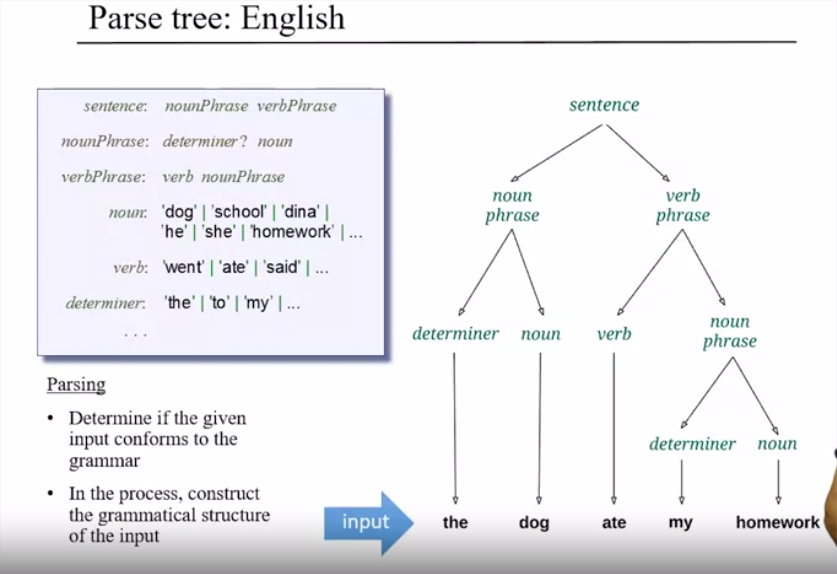 Parse tree: English
sentence: nounPhrase verbPhrase
nounPhrase: determiner? noun
verbPhrase: verb nounPhrase
noun: 'dog' | 'school' | 'dina' |
'he' | 'she' | 'homework' | ...
verb: 'went' | 'ate' | 'said' | ...
determiner: 'the' | 'to' | 'my' | ...
. . .
Parsing
• Determine if the given
input conforms to the
grammar
• In the process, construct
the grammatical structure
of the input
sentence
noun verb
phrase phrase
determiner noun verb noun
phrase
determiner noun
input the dog ate my homework